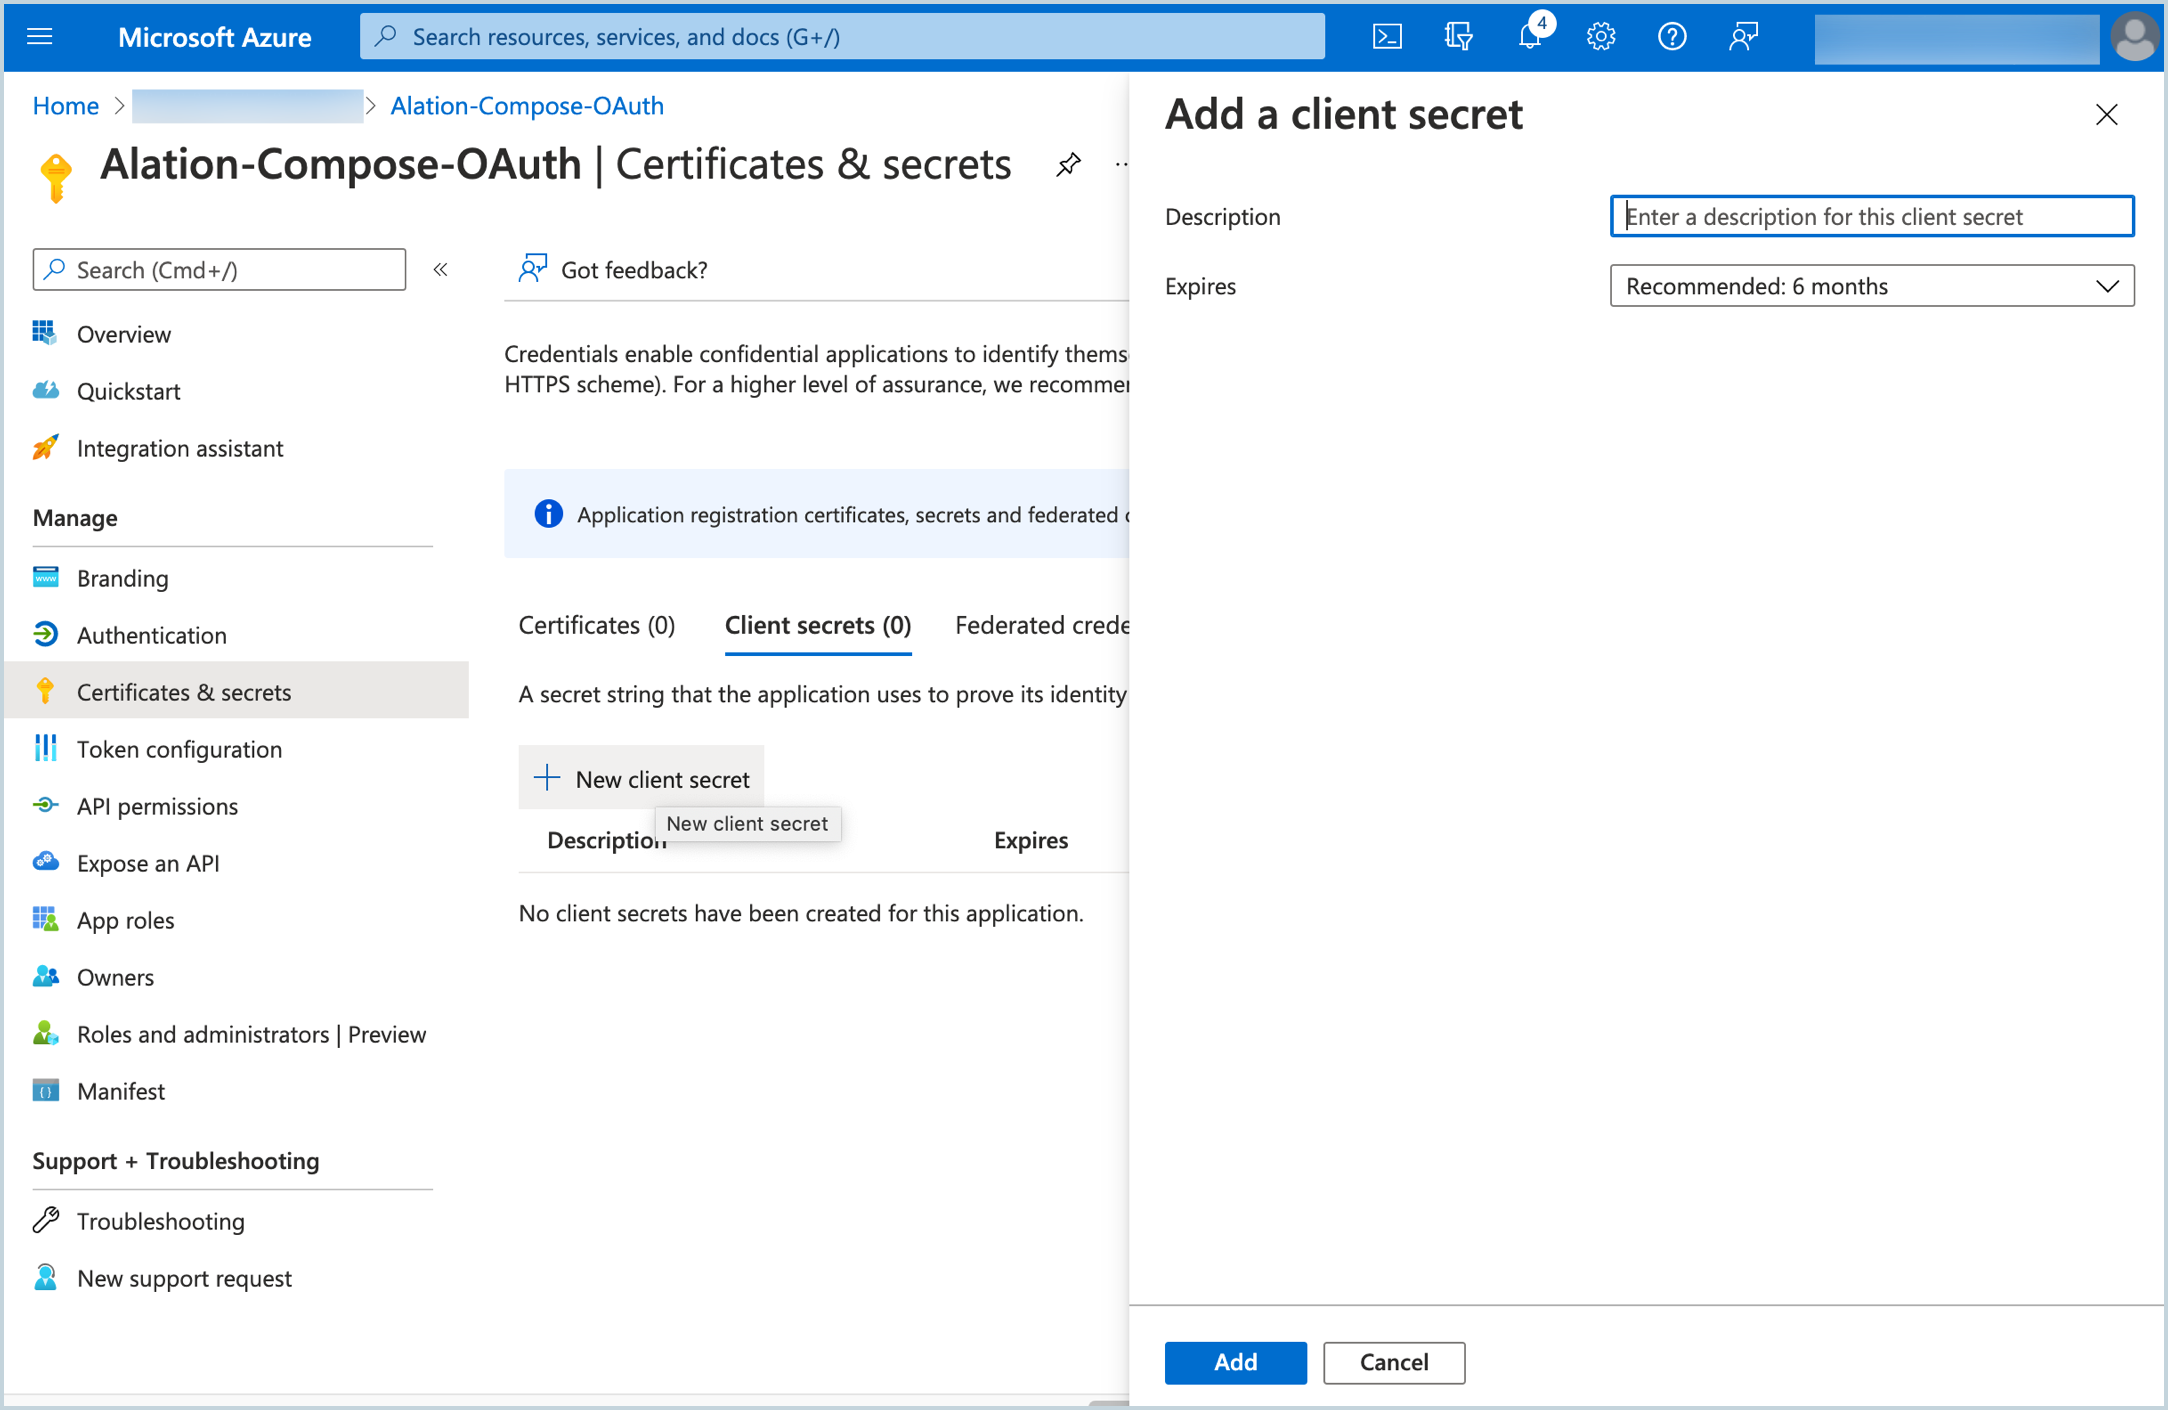 Microsoft Azure
Search resources, services, and docs (G+/)
4
Home
Alation-Compose-OAuth
Alation-Compose-OAuth | Certificates & secrets
Search (Cmd+/)
Overview
Quickstart
Integration assistant
Manage
Branding
Authentication
Certificates & secrets
Token configuration
API permissions
Expose an API
App roles
Owners
Roles and administrators | Preview
Manifest
Support + Troubleshooting
Troubleshooting
New support request
Got feedback?
Credentials enable confidential applications to identify
HTTPS scheme). For a higher level of assurance, we
Application registration certificates, secrets and federated
Certificates (0)
Client secrets (0)
Federated
A secret string that the application uses to prove its identity
New client secret
New client secret
Description
Expires
No client secrets have been created for this application.
Add a client secret
Description
Enter a description for this client secret
Expires
Recommended: 6 months
Add
Cancel